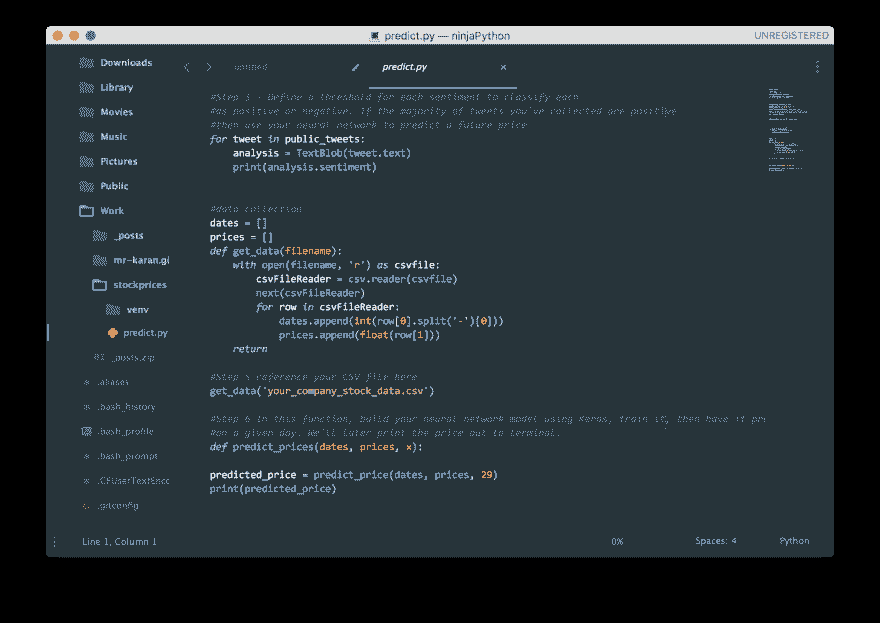 predict.py — ninjaPython
UNREGISTERED
Downloads
Library
Movies
Music
Pictures
Public
Work
_posts
mr-karan.gi
stockprices
venv
predict.py
_posts.zip
.bash_history
.bash_profile
.bash_prompt
.CFUserTextEnco
.gitconfig
untitled
predict.py
#Step 3 - Define a threshold for each sentiment to classify each
#as positive or negative. If the majority of tweets you've collected are positive
#then use your neural network to predict a future price
for tweet in public_tweets:
    analysis = TextBlob(tweet.text)
    print(analysis.sentiment)
#data collection
dates = []
prices = []
def get_data(filename):
    with open(filename, 'r') as csvfile:
        csvFileReader = csv.reader(csvfile)
        next(csvFileReader)
        for row in csvFileReader:
            dates.append(int(row[0].split('-')[0]))
            prices.append(float(row[1]))
    return
#Step 5 reference your CSV file here
get_data('your_company_stock_data.csv')
#Step 6 In this function, build your neural network model using Keras, train it, then have it pre
#on a given day. We'll later print the price out to terminal.
def predict_prices(dates, prices, x):
predicted_price = predict_price(dates, prices, 29)
print(predicted_price)
Line 1, Column 1
0%
Spaces: 4
Python